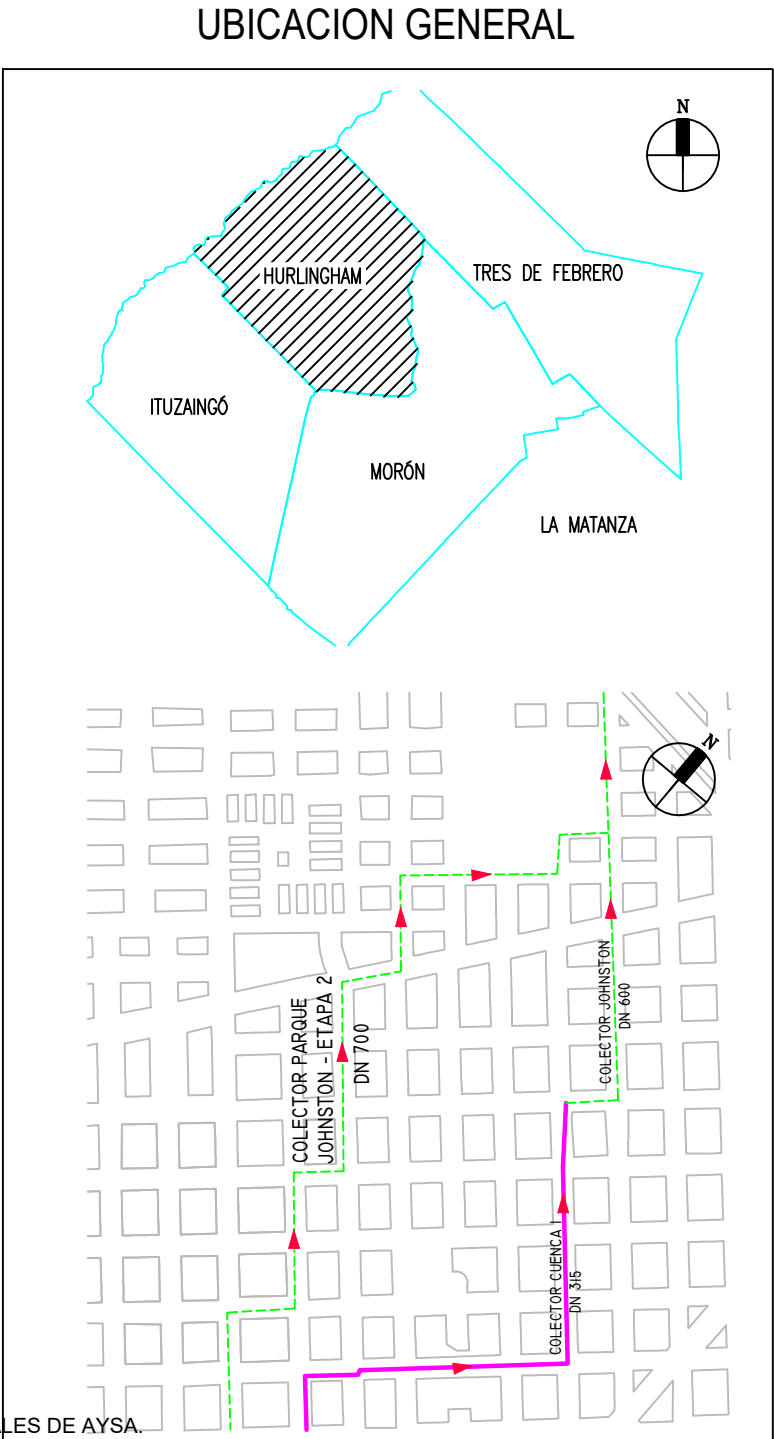 UBICACION GENERAL
N
HURLINGHAM
TRES DE FEBRERO
ITUZAINGÓ
MORÓN
LA MATANZA
N
COLECTOR PARQUE
JOHNSTON - ETAPA 2
DN 700
COLECTOR JOHNSTON
DN 600
COLECTOR CUENCA I
DN 315
LES DE AYSA.